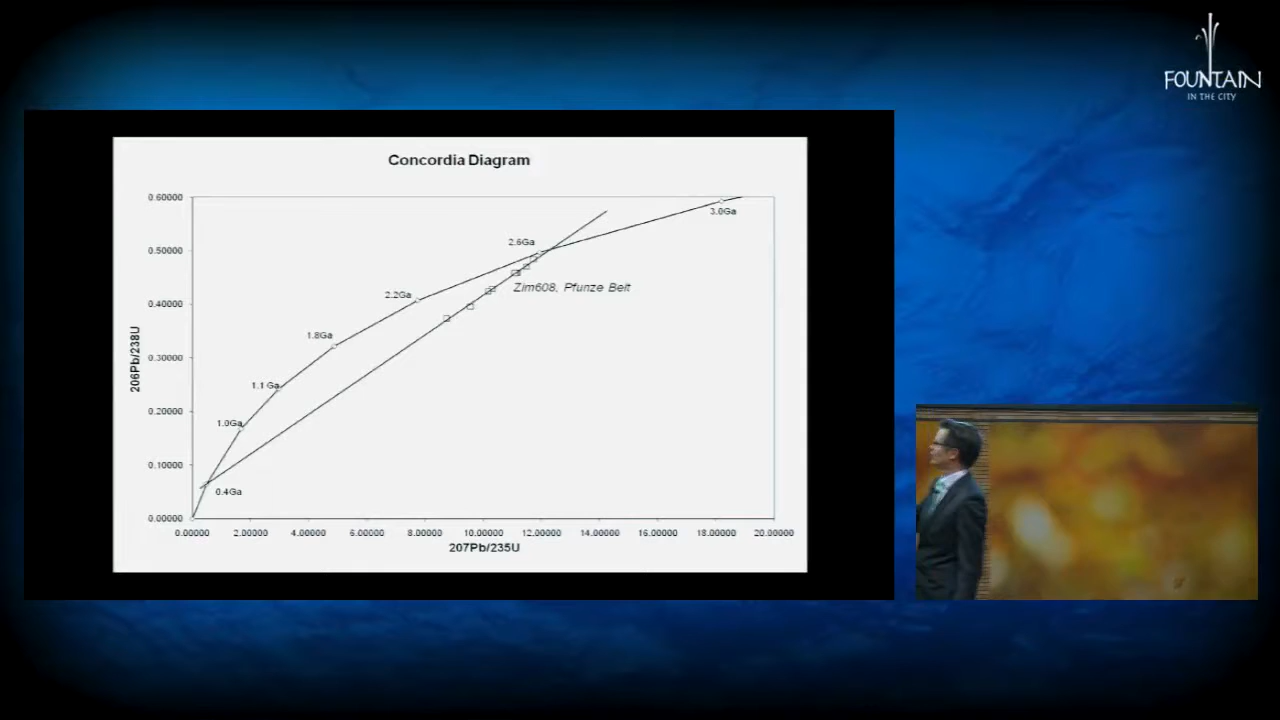 FOUNTAIN
IN THE CITY
Concordia Diagram
0.60000
0.50000
0.40000
0.30000
0.20000
0.10000
0.00000
206Pb/238U
3.0Ga
2.6Ga
Zim608, Pfunze Belt
2.2Ga
1.8Ga
1.1 Ga
1.0Ga
0.4Ga
0.00000 2.00000 4.00000 6.00000 8.00000 10.00000 12.00000 14.00000 16.00000 18.00000 20.00000
207Pb/235U